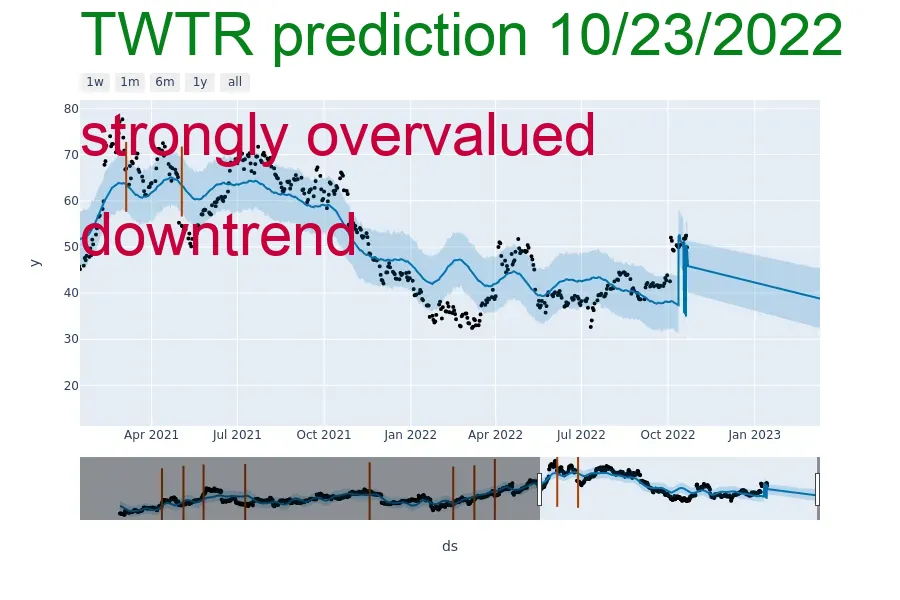 TWTR prediction 10/23/2022
1w 1m 6m 1y all
strongly overvalued
downtrend
80
70
60
50
40
30
20
y
Apr 2021 Jul 2021 Oct 2021 Jan 2022 Apr 2022 Jul 2022 Oct 2022 Jan 2023
ds